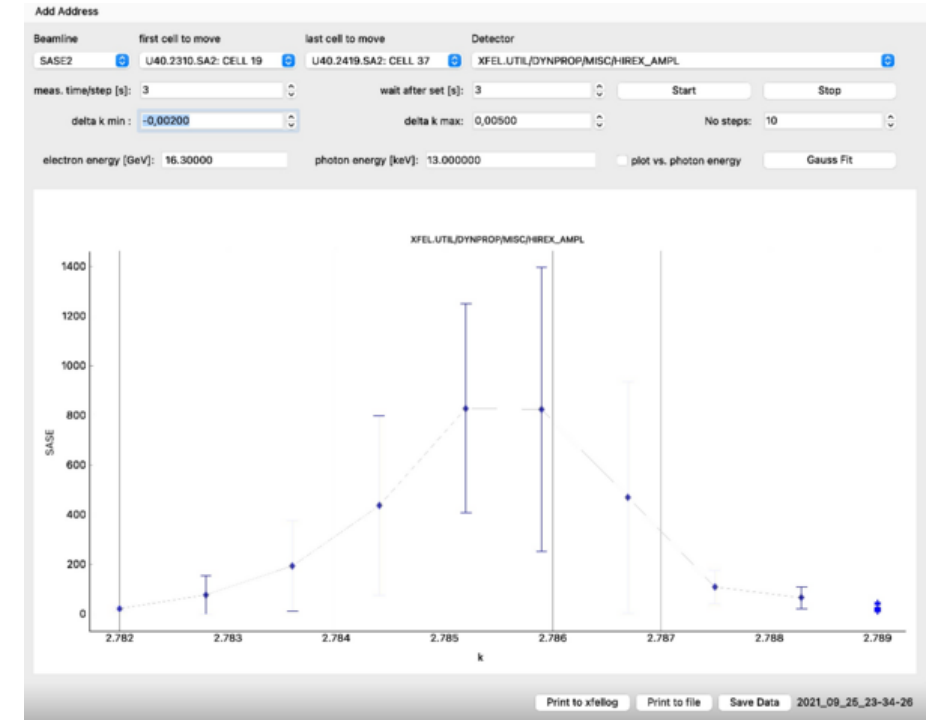 Add Address
Beamline first cell to move last cell to move Detector
SASE2 U40.2310.SA2: CELL 19 U40.2419.SA2: CELL 37 XFEL.UTIL/DYNPROP/MISC/HIREX_AMPL
meas. time/step [s]: 3 wait after set [s]: 3 Start Stop
delta k min : -0,00200 delta k max: 0,00500 No steps: 10
electron energy [GeV]: 16.30000 photon energy [keV]: 13.000000 plot vs. photon energy Gauss Fit
XFEL.UTIL/DYNPROP/MISC/HIREX_AMPL
1400
1200
1000
800
600
400
200
0
SASE
2.782 2.783 2.784 2.785 2.786 2.787 2.788 2.789
k
Print to xfellog Print to file Save Data 2021_09_25_23-34-26